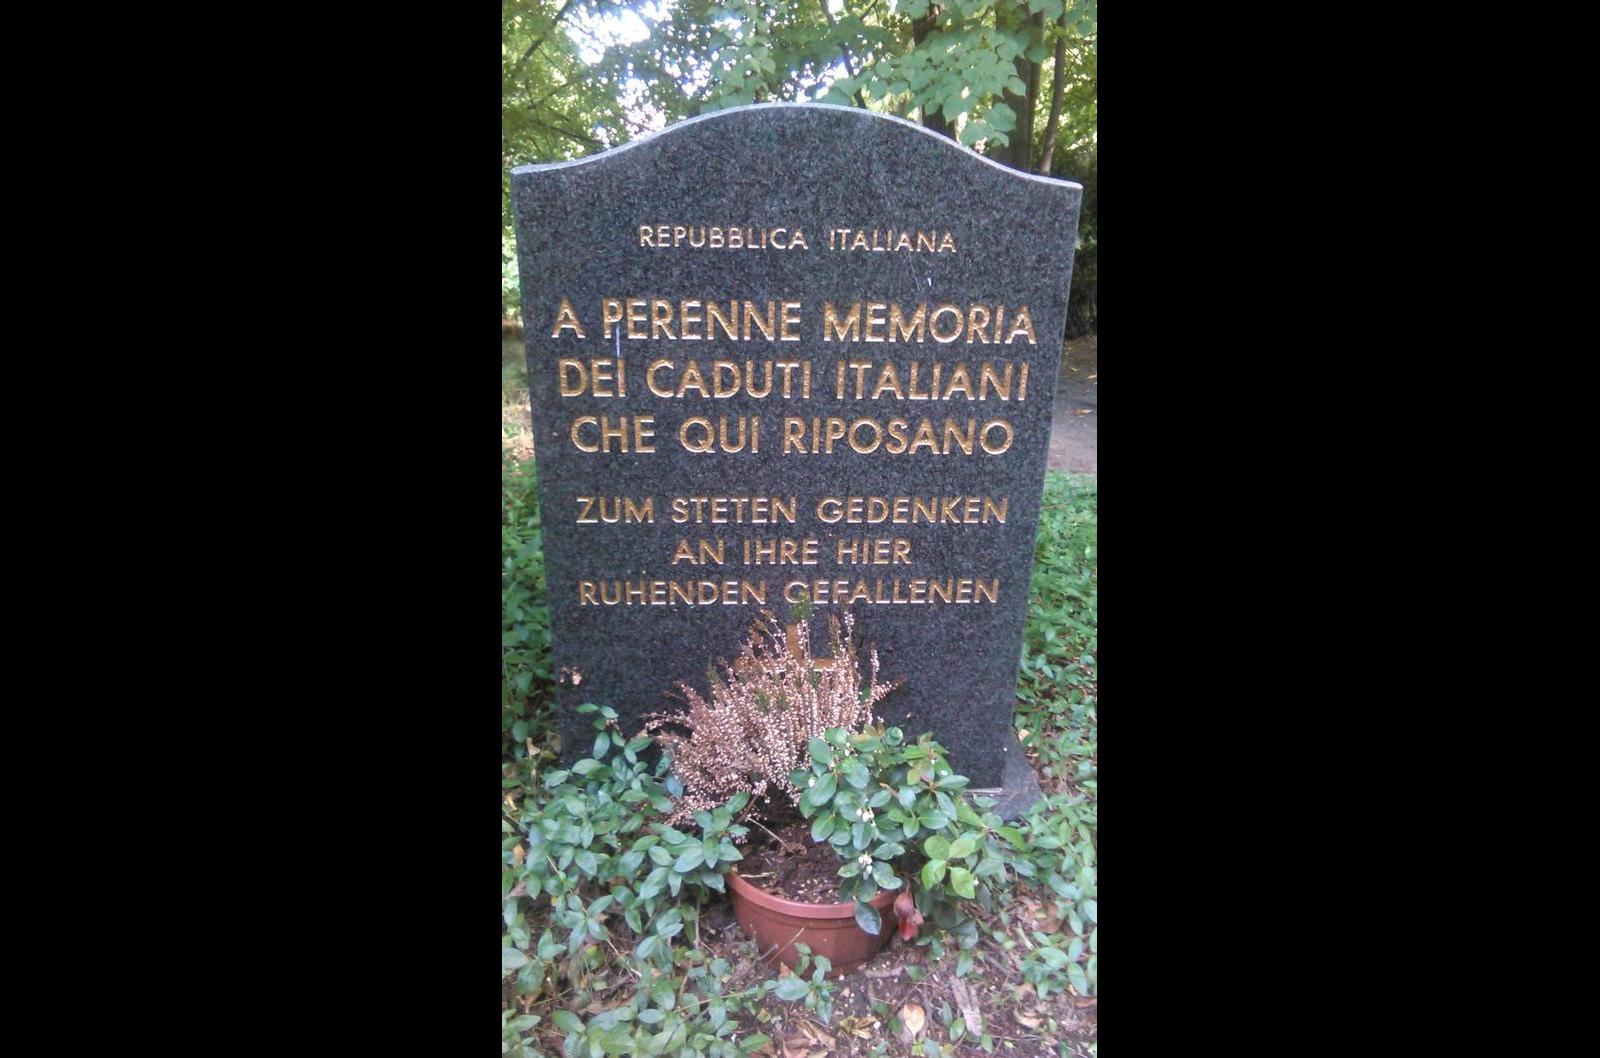 REPUBBLICA ITALIANA
A PERENNE MEMORIA
DEI CADUTI ITALIANI
CHE QUI RIPOSANO
ZUM STETEN GEDENKEN
AN IHRE HIER
RUHENDEN GEFALLENEN